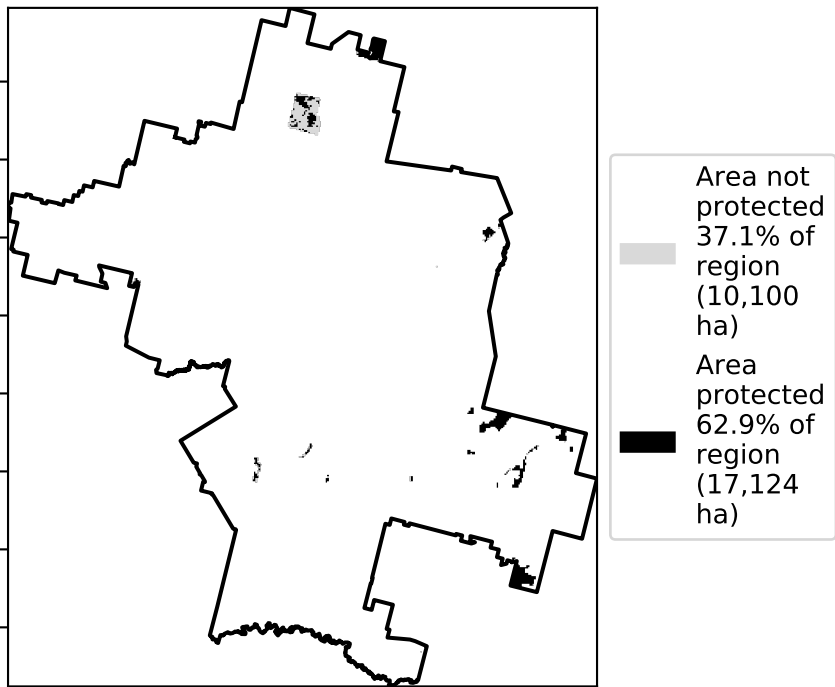 Area not
protected
37.1% of
region
(10,100
ha)
Area
protected
62.9% of
region
(17,124
ha)